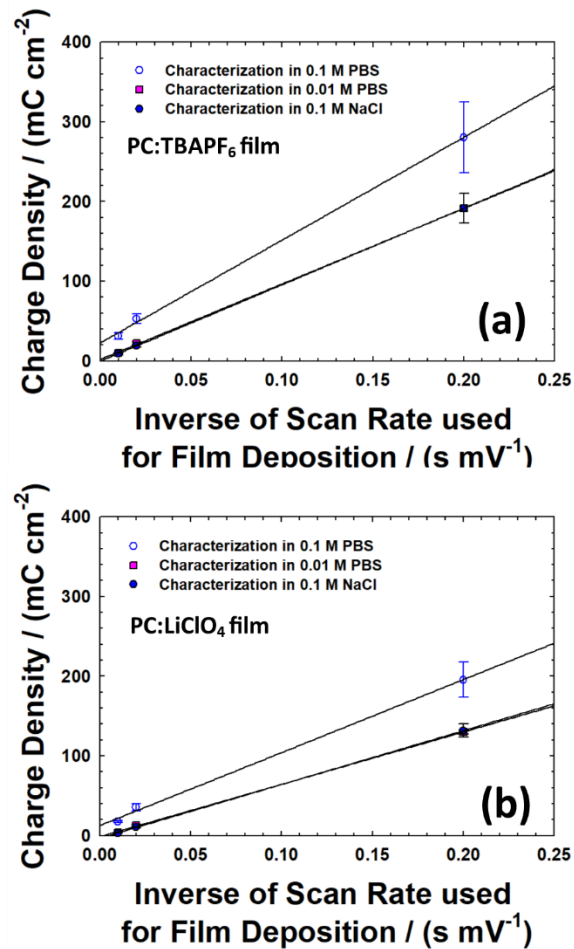 400
Characterization in 0.1 M PBS
Characterization in 0.01 M PBS
Characterization in 0.1 M NaCl
300
PC:TBAPF₆ film
200
100
(a)
0
0.00 0.05 0.10 0.15 0.20 0.25
Charge Density / (mC cm⁻²)
Inverse of Scan Rate used
for Film Deposition / (s mV⁻¹)
400
Characterization in 0.1 M PBS
Characterization in 0.01 M PBS
Characterization in 0.1 M NaCl
300
PC:LiClO₄ film
200
100
(b)
0
0.00 0.05 0.10 0.15 0.20 0.25
Charge Density / (mC cm⁻²)
Inverse of Scan Rate used
for Film Deposition / (s mV⁻¹)